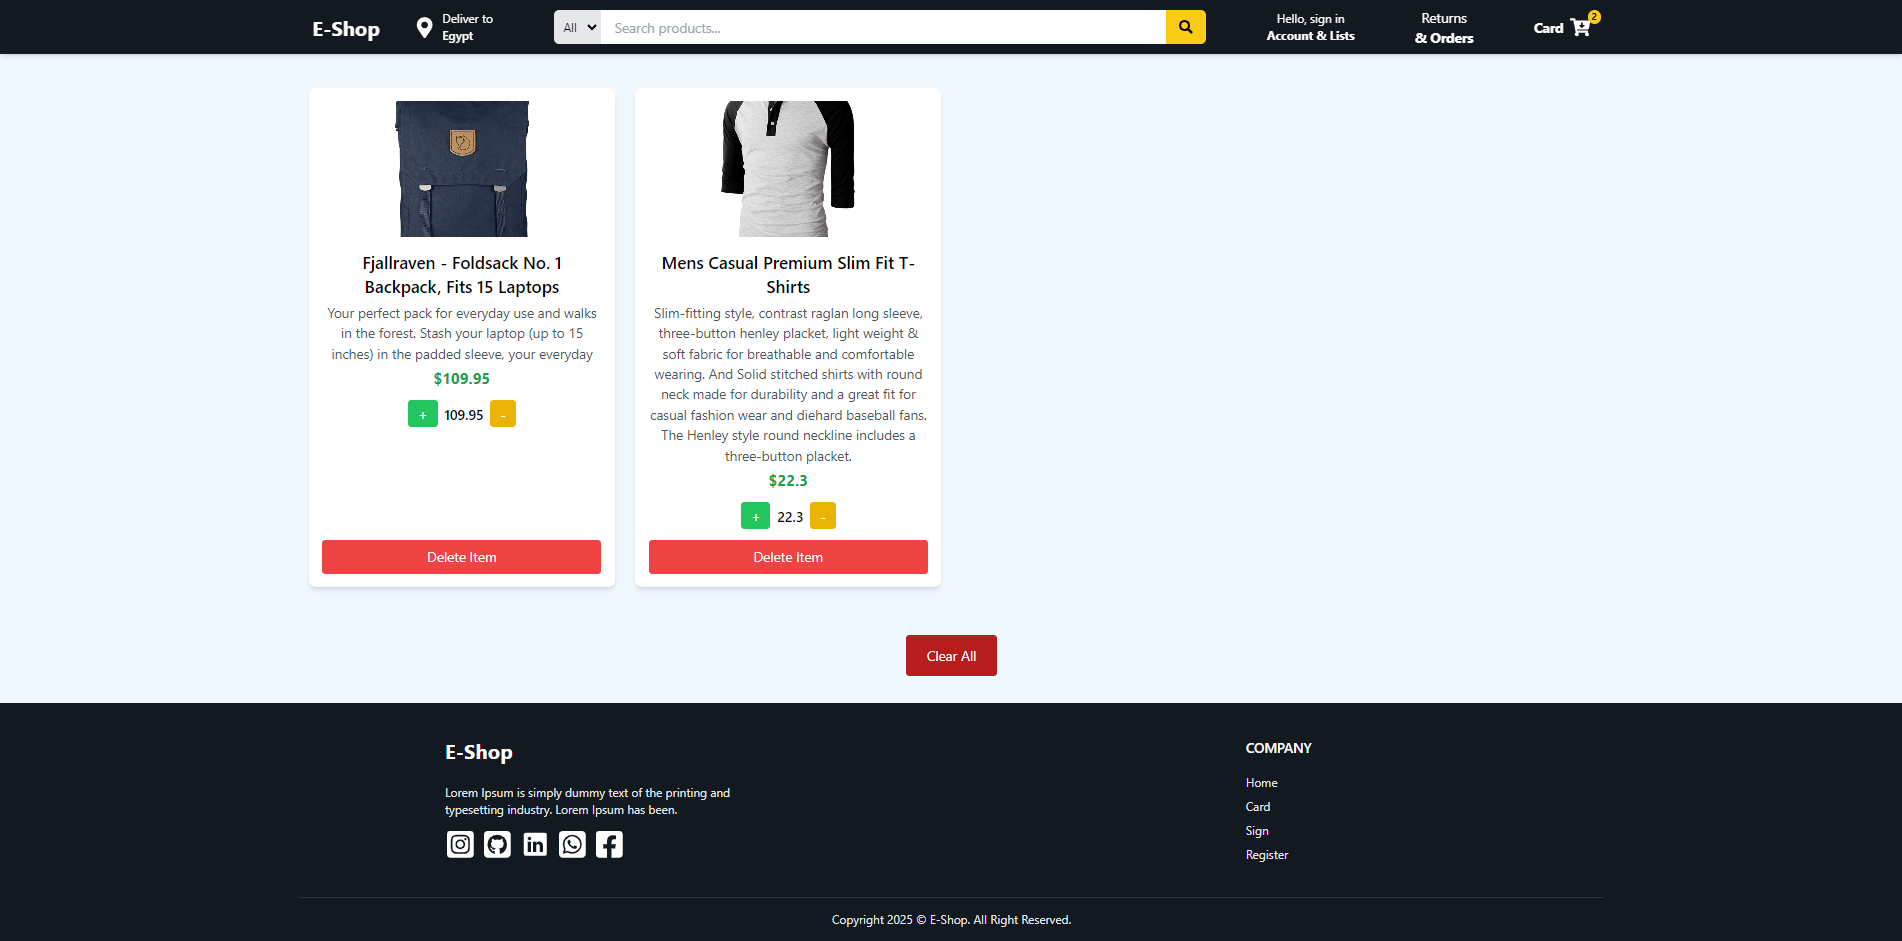 E-Shop
Deliver to
Egypt
All
Search products...
Hello, sign in
Account & Lists
Returns
& Orders
Card
2
Fjallraven - Foldsack No. 1
Backpack, Fits 15 Laptops
Your perfect pack for everyday use and walks
in the forest. Stash your laptop (up to 15
inches) in the padded sleeve, your everyday
$109.95
+ 109.95 -
Delete Item
Mens Casual Premium Slim Fit T-
Shirts
Slim-fitting style, contrast raglan long sleeve,
three-button henley placket, light weight &
soft fabric for breathable and comfortable
wearing. And Solid stitched shirts with round
neck made for durability and a great fit for
casual fashion wear and diehard baseball fans.
The Henley style round neckline includes a
three-button placket.
$22.3
+ 22.3 -
Delete Item
Clear All
E-Shop
Lorem Ipsum is simply dummy text of the printing and
typesetting industry. Lorem Ipsum has been.
COMPANY
Home
Card
Sign
Register
Copyright 2025 © E-Shop. All Right Reserved.